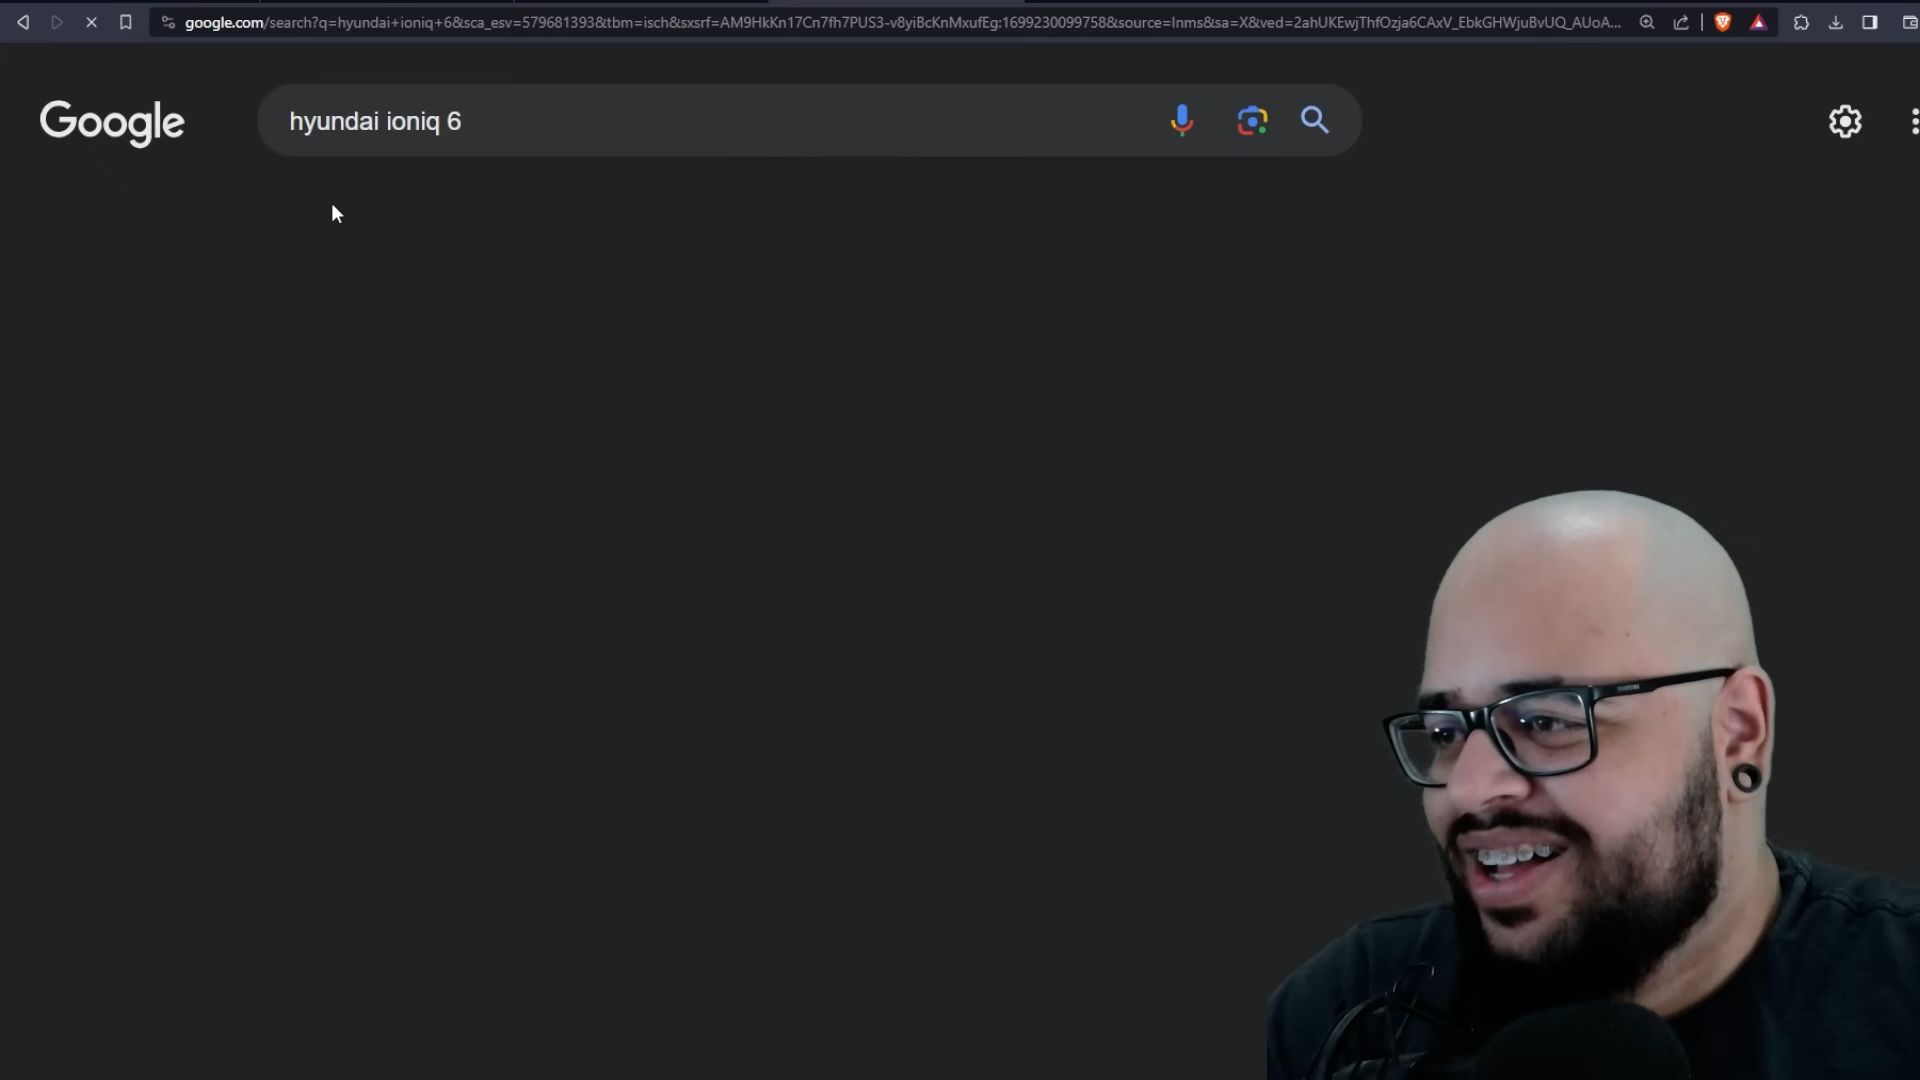 google.com/search?q=hyundai+ioniq+6&sca_esv=579681393&tbm=isch&sxsrf=AM9HkKn17Cn7fh7PUS3-v8yiBcKnMxufEg:1699230099758&source=lnms&sa=X&ved=2ahUKEwjThfOzja6CAxV_EbkGHWjuBvUQ_AUoA...
Google
hyundai ioniq 6